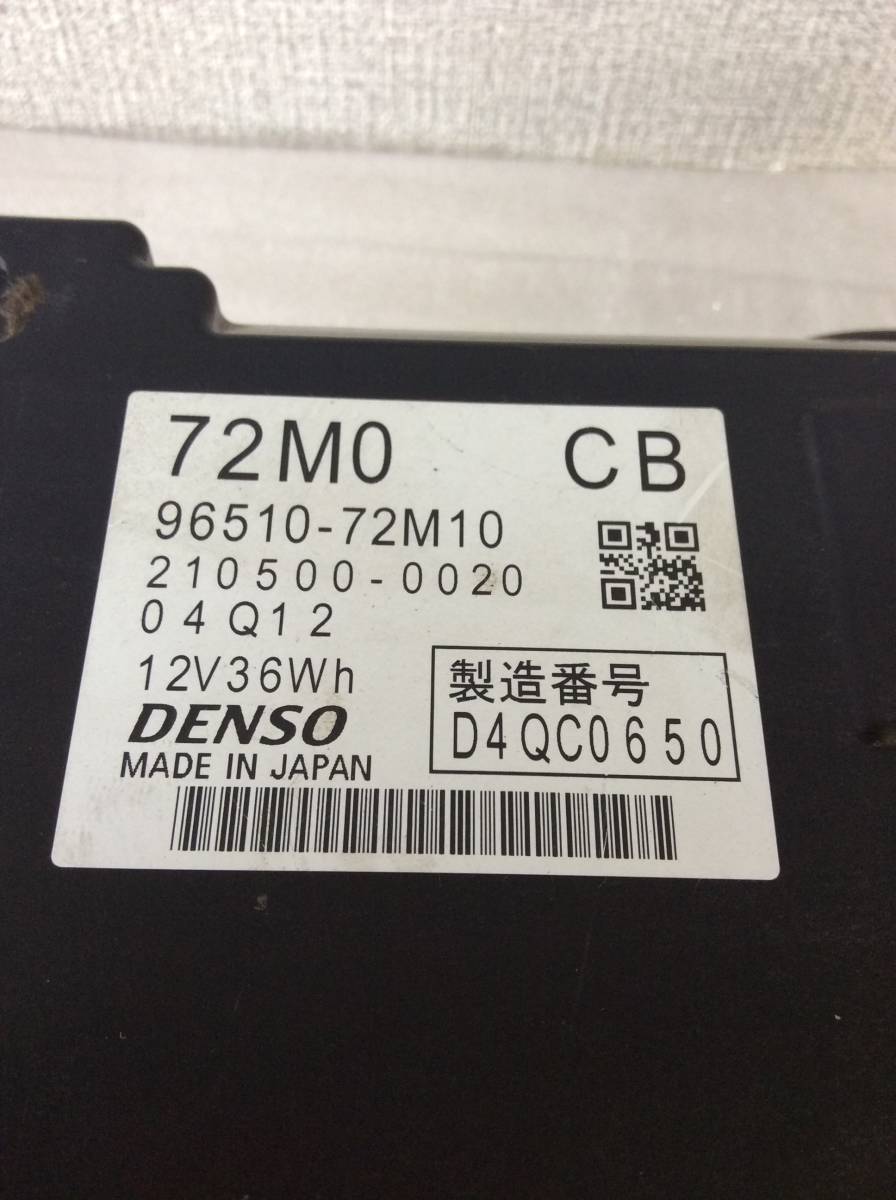 72M0 CB
96510-72M10
210500-0020
04Q12
12V36Wh
DENSO
MADE IN JAPAN
製造番号
D4QC0650